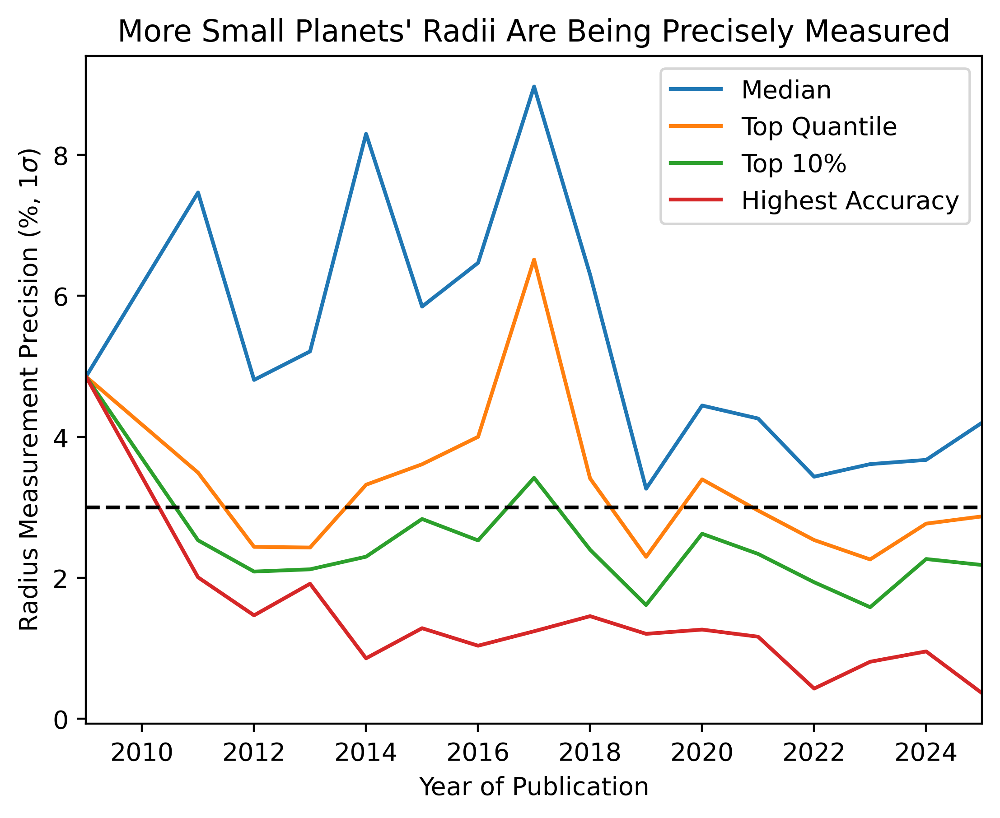 More Small Planets' Radii Are Being Precisely Measured
Median
Top Quantile
Top 10%
Highest Accuracy
Radius Measurement Precision (%, 1σ)
8
6
4
2
0
2010 2012 2014 2016 2018 2020 2022 2024
Year of Publication